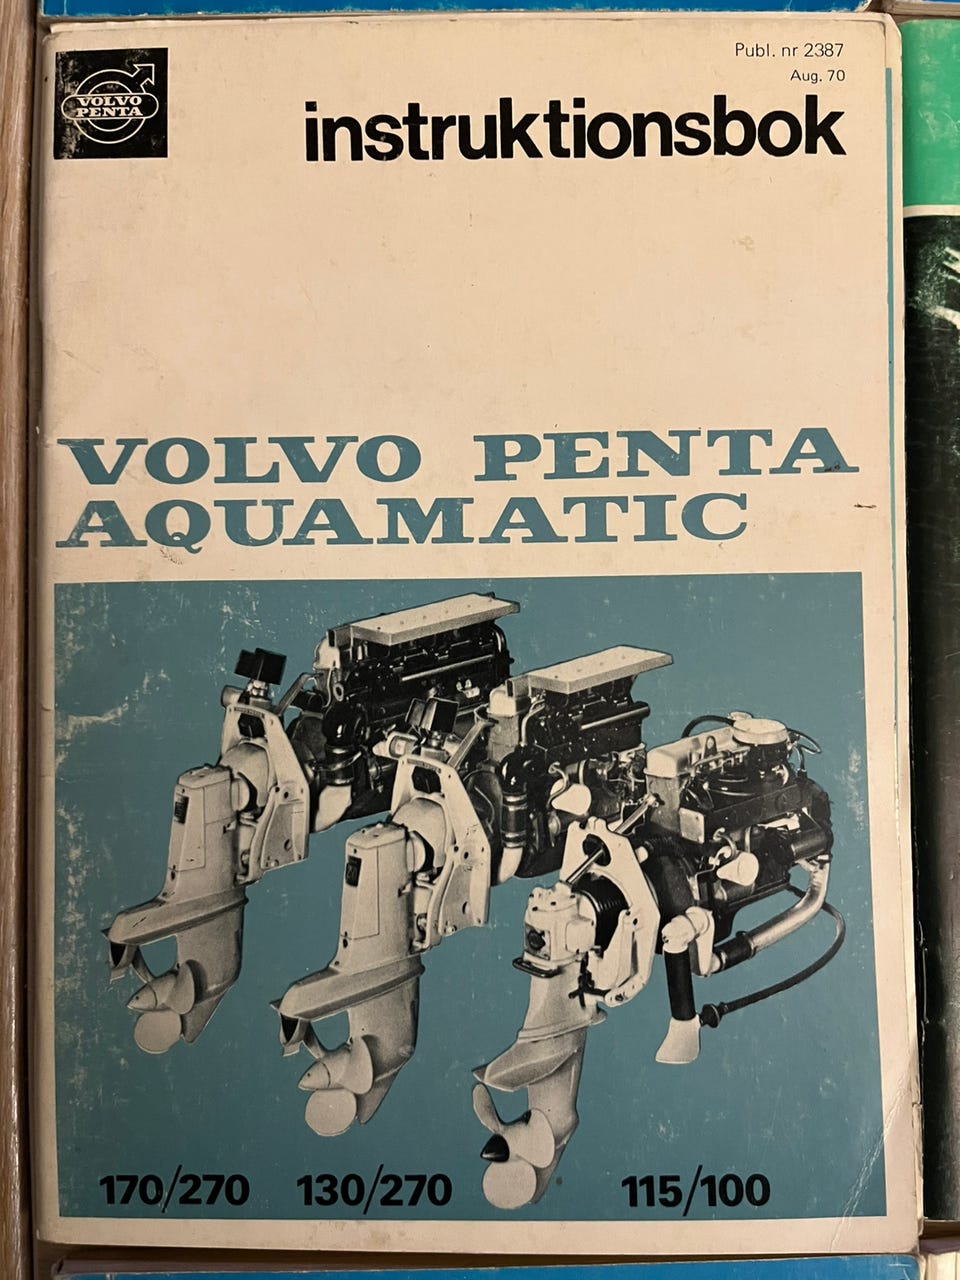 VOLVO
PENTA
Publ. nr 2387
Aug. 70
instruktionsbok
VOLVO PENTA
AQUAMATIC
170/270 130/270 115/100